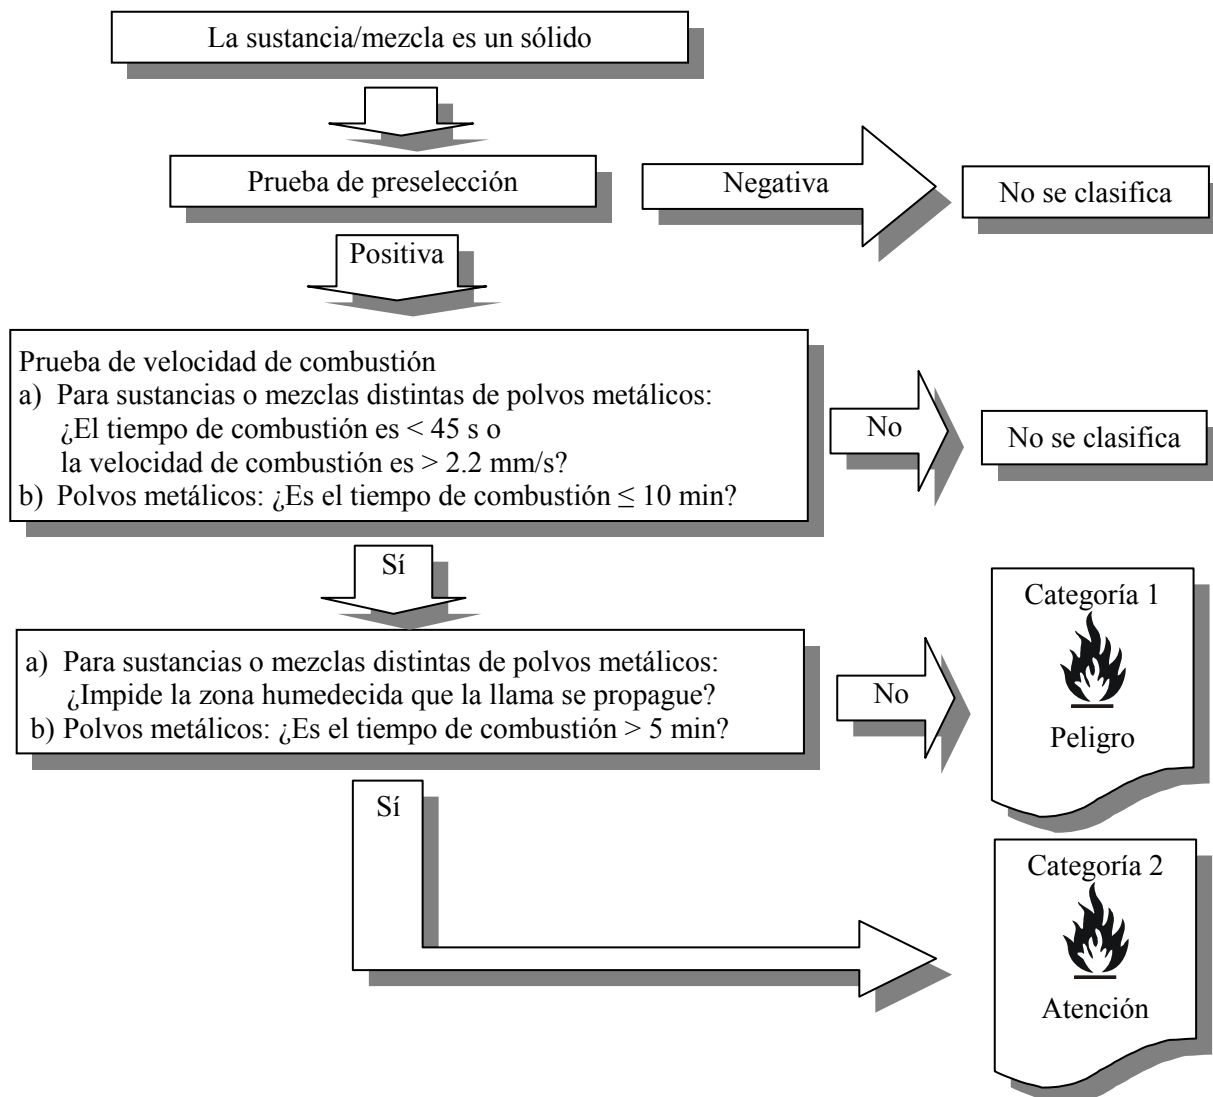 La sustancia/mezcla es un sólido
Prueba de preselección
Negativa
No se clasifica
Positiva
Prueba de velocidad de combustión
a) Para sustancias o mezclas distintas de polvos metálicos:
¿El tiempo de combustión es < 45 s o
la velocidad de combustión es > 2.2 mm/s?
b) Polvos metálicos: ¿Es el tiempo de combustión ≤ 10 min?
No
No se clasifica
Sí
a) Para sustancias o mezclas distintas de polvos metálicos:
¿Impide la zona humedecida que la llama se propague?
b) Polvos metálicos: ¿Es el tiempo de combustión > 5 min?
No
Categoría 1
Peligro
Sí
Categoría 2
Atención